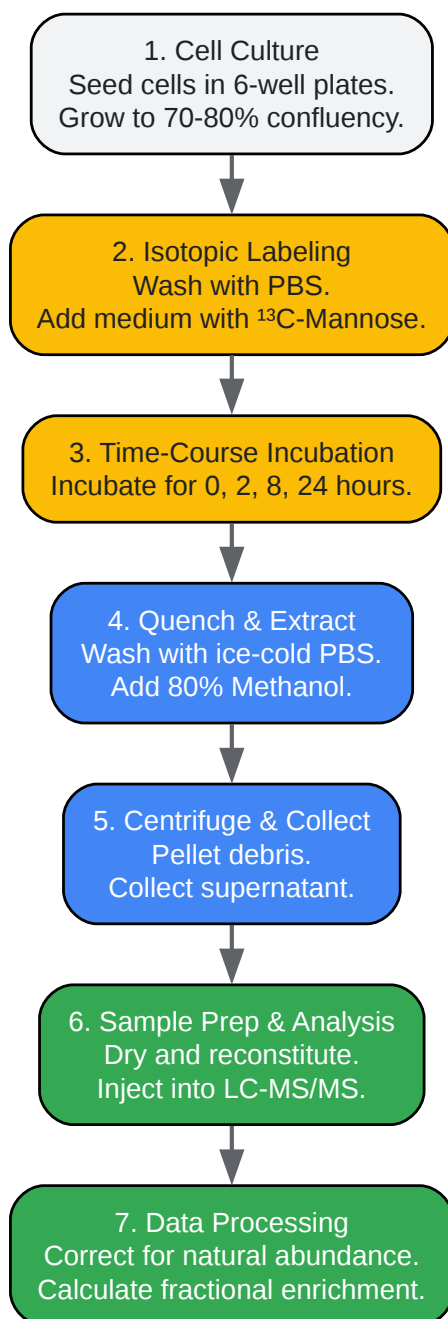 1. Cell Culture
Seed cells in 6-well plates.
Grow to 70-80% confluency.
2. Isotopic Labeling
Wash with PBS.
Add medium with ¹³C-Mannose.
3. Time-Course Incubation
Incubate for 0, 2, 8, 24 hours.
4. Quench & Extract
Wash with ice-cold PBS.
Add 80% Methanol.
5. Centrifuge & Collect
Pellet debris.
Collect supernatant.
6. Sample Prep & Analysis
Dry and reconstitute.
Inject into LC-MS/MS.
7. Data Processing
Correct for natural abundance.
Calculate fractional enrichment.